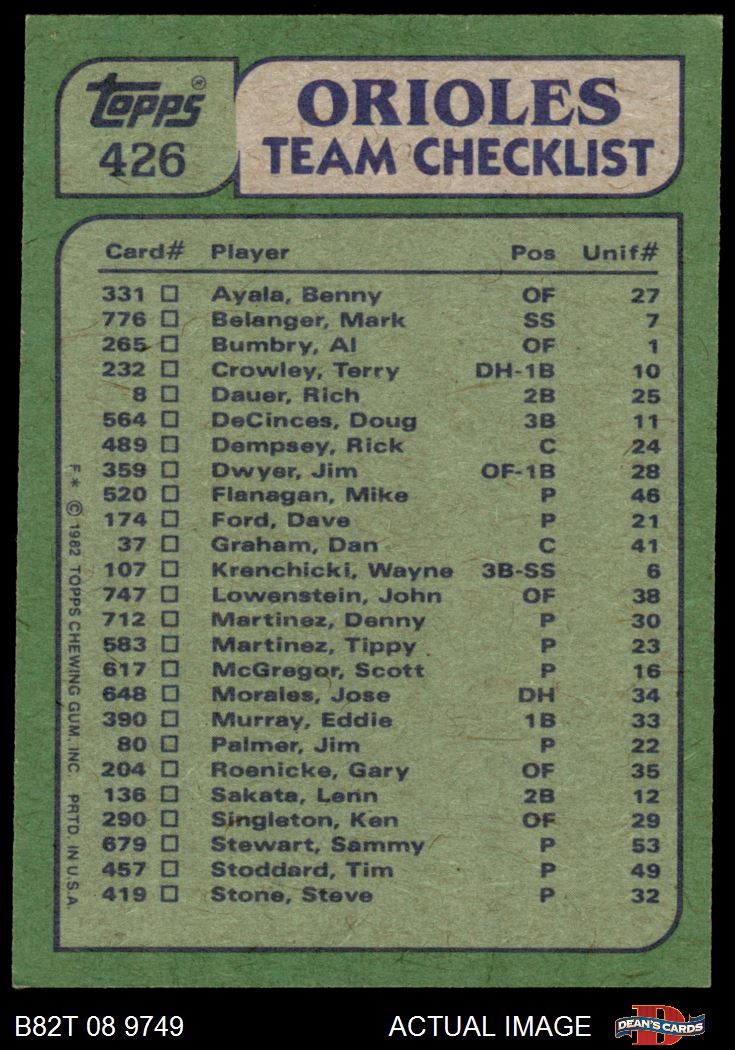 Topps®
426
ORIOLES
TEAM CHECKLIST
Card# Player Pos Unif#
331 Ayala, Benny OF 27
776 Belanger, Mark SS 7
265 Bumbry, Al OF 1
232 Crowley, Terry DH-1B 10
8 Dauer, Rich 2B 25
564 DeCinces, Doug 3B 11
489 Dempsey, Rick C 24
359 Dwyer, Jim OF-1B 28
520 Flanagan, Mike P 46
174 Ford, Dave P 21
37 Graham, Dan C 41
107 Krenchicki, Wayne 3B-SS 6
747 Lowenstein, John OF 38
712 Martinez, Denny P 30
583 Martinez, Tippy P 23
617 McGregor, Scott P 16
648 Morales, Jose DH 34
390 Murray, Eddie 1B 33
80 Palmer, Jim P 22
204 Roenicke, Gary OF 35
136 Sakata, Lenn 2B 12
290 Singleton, Ken OF 29
679 Stewart, Sammy P 53
457 Stoddard, Tim P 49
419 Stone, Steve P 32
F* © 1982 TOPPS CHEWING GUM, INC. PRTD. IN U.S.A.
B82T 08 9749 ACTUAL IMAGE
D
DEAN'S CARDS